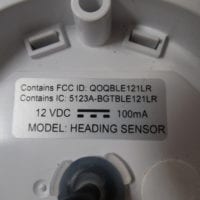 Contains FCC ID: QOQBLE121LR
Contains IC: 5123A-BGTBLE121LR
12 VDC ⎓ 100mA
MODEL: HEADING SENSOR